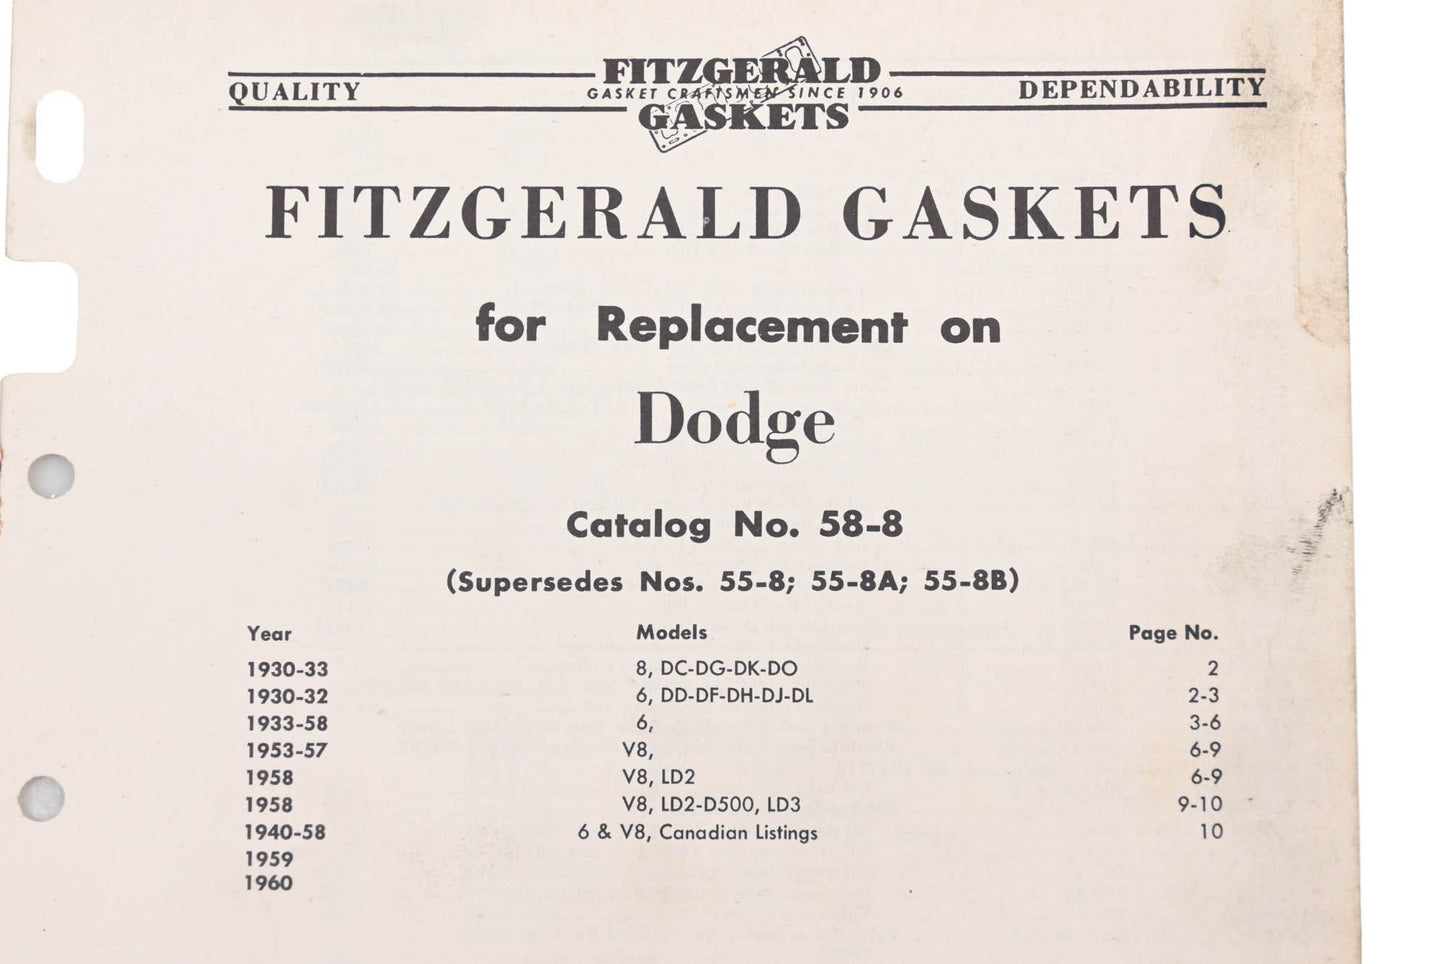 FITZGERALD
QUALITY GASKET CRAFTSMEN SINCE 1906 DEPENDABILITY
GASKETS
FITZGERALD GASKETS
for Replacement on
Dodge
Catalog No. 58-8
(Supersedes Nos. 55-8; 55-8A; 55-8B)
Year Models Page No.
1930-33 8, DC-DG-DK-DO 2
1930-32 6, DD-DF-DH-DJ-DL 2-3
1933-58 6, 3-6
1953-57 V8, 6-9
1958 V8, LD2 6-9
1958 V8, LD2-D500, LD3 9-10
1940-58 6 & V8, Canadian Listings 10
1959
1960